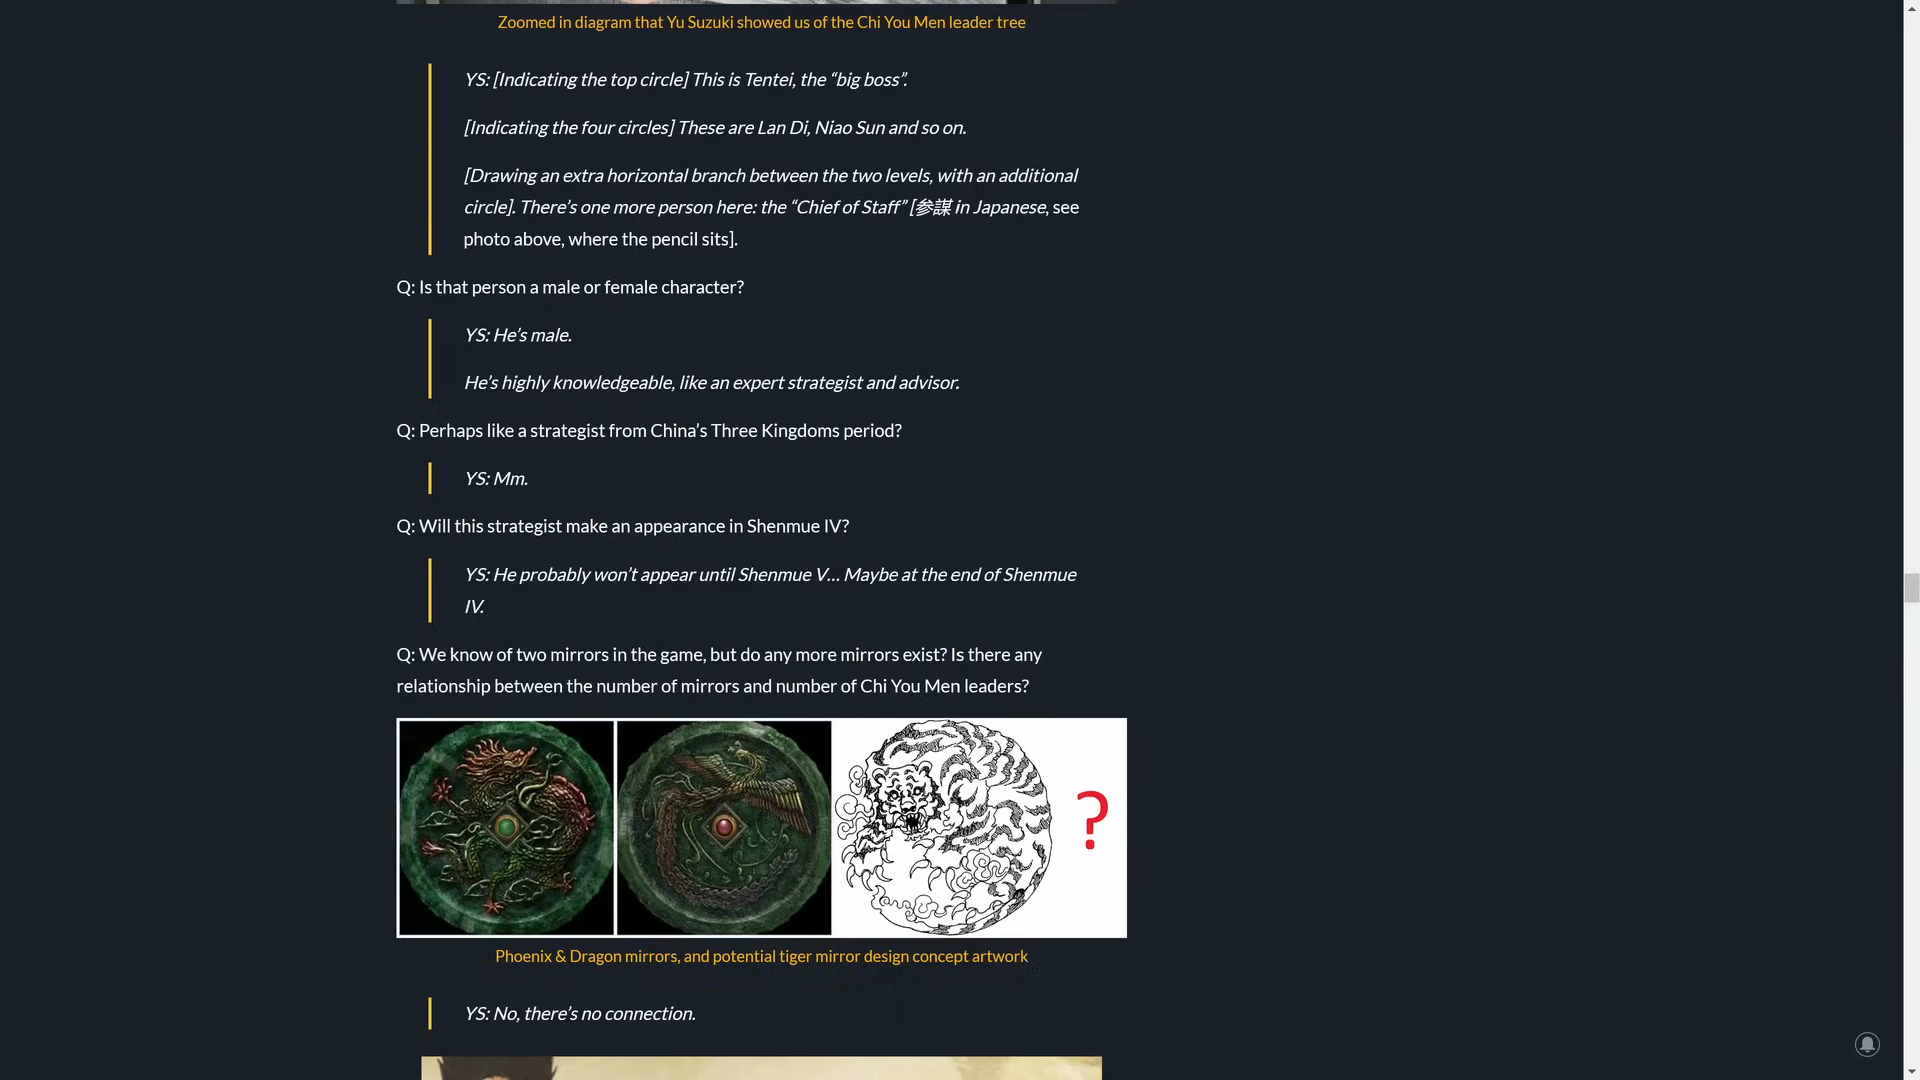 Zoomed in diagram that Yu Suzuki showed us of the Chi You Men leader tree
YS: [Indicating the top circle] This is Tentei, the “big boss”.
[Indicating the four circles] These are Lan Di, Niao Sun and so on.
[Drawing an extra horizontal branch between the two levels, with an additional
circle]. There’s one more person here: the “Chief of Staff” [参謀 in Japanese, see
photo above, where the pencil sits].
Q: Is that person a male or female character?
YS: He’s male.
He’s highly knowledgeable, like an expert strategist and advisor.
Q: Perhaps like a strategist from China’s Three Kingdoms period?
YS: Mm.
Q: Will this strategist make an appearance in Shenmue IV?
YS: He probably won’t appear until Shenmue V… Maybe at the end of Shenmue
IV.
Q: We know of two mirrors in the game, but do any more mirrors exist? Is there any
relationship between the number of mirrors and number of Chi You Men leaders?
?
Phoenix & Dragon mirrors, and potential tiger mirror design concept artwork
YS: No, there’s no connection.